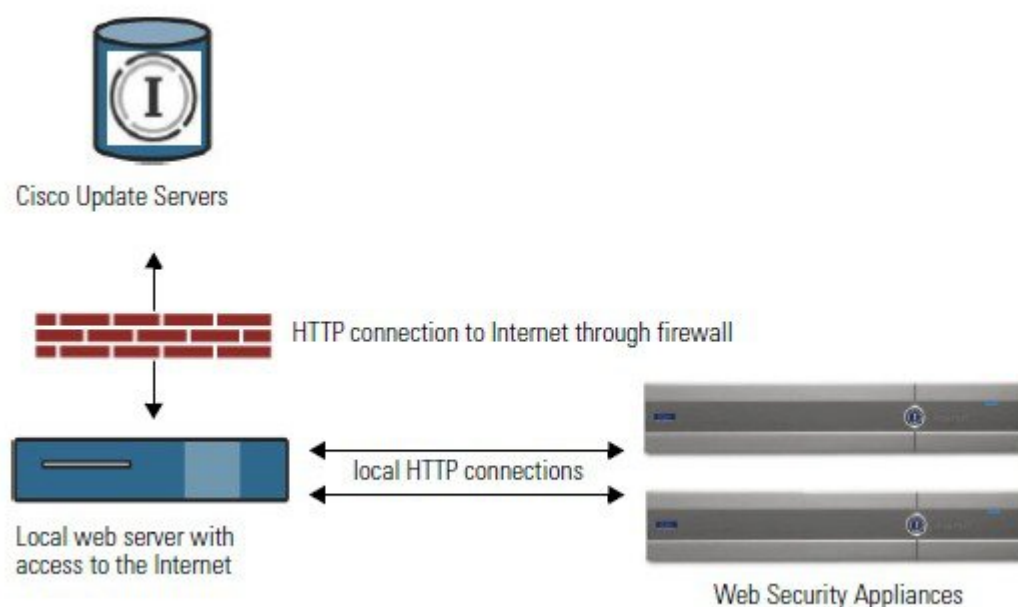 I
Cisco Update Servers
HTTP connection to Internet through firewall
local HTTP connections
Local web server with
access to the Internet
Web Security Appliances